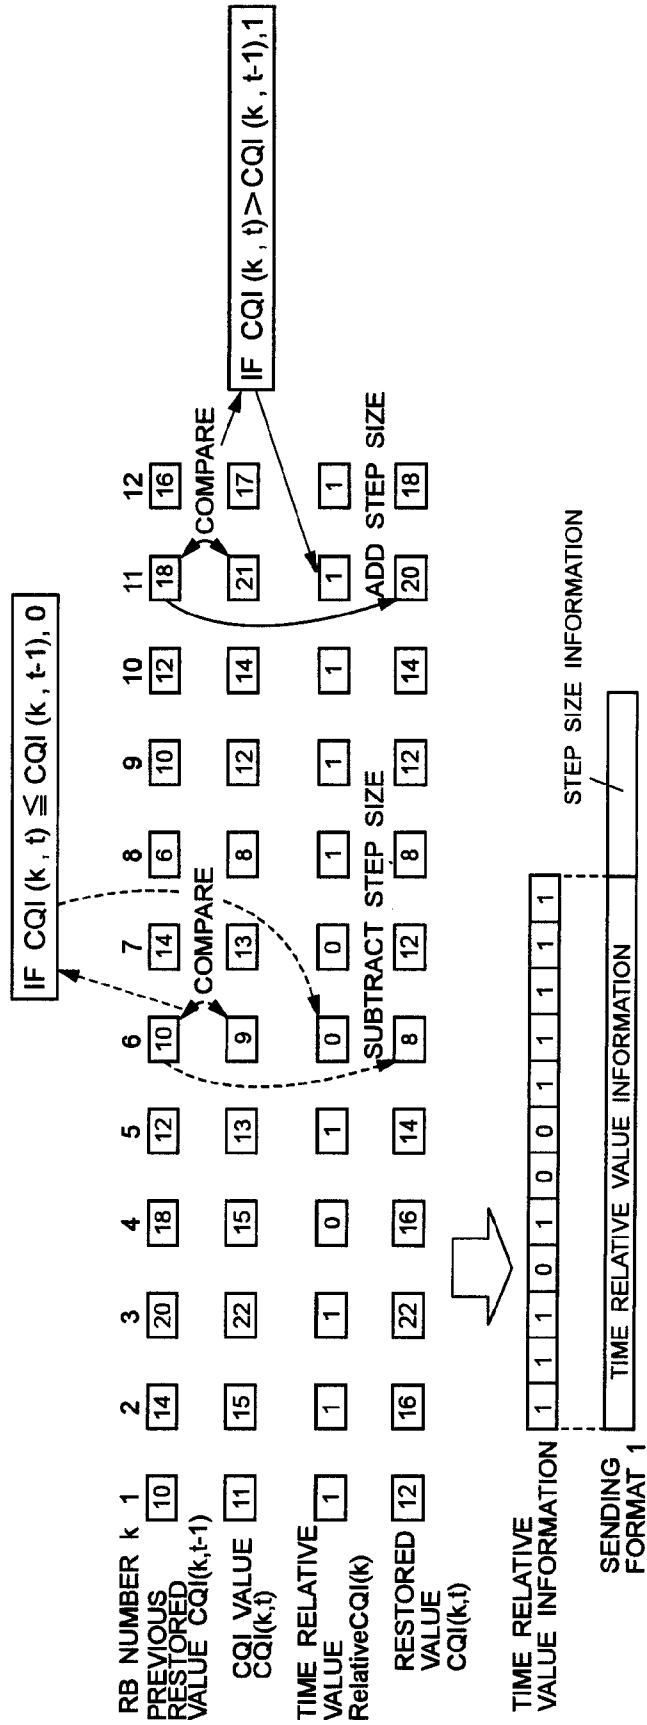 IF CQI (k , t) ≦ CQI (k , t-1), 0
RB NUMBER k 1 2 3 4 5 6 7 8 9 10 11 12
PREVIOUS RESTORED VALUE CQI(k,t-1) 10 14 20 18 12 10 14 6 10 12 18 16
COMPARE COMPARE
CQI VALUE CQI(k,t) 11 15 22 15 13 9 13 8 12 14 21 17
IF CQI (k , t)>CQI (k , t-1),1
TIME RELATIVE VALUE RelativeCQI(k) 1 1 1 0 1 0 0 1 1 1 1 1
SUBTRACT STEP SIZE ADD STEP SIZE
RESTORED VALUE CQI(k,t) 12 16 22 16 14 8 12 8 12 14 20 18
TIME RELATIVE VALUE INFORMATION 1 1 1 0 1 0 0 1 1 1 1 1
STEP SIZE INFORMATION
SENDING FORMAT 1 TIME RELATIVE VALUE INFORMATION